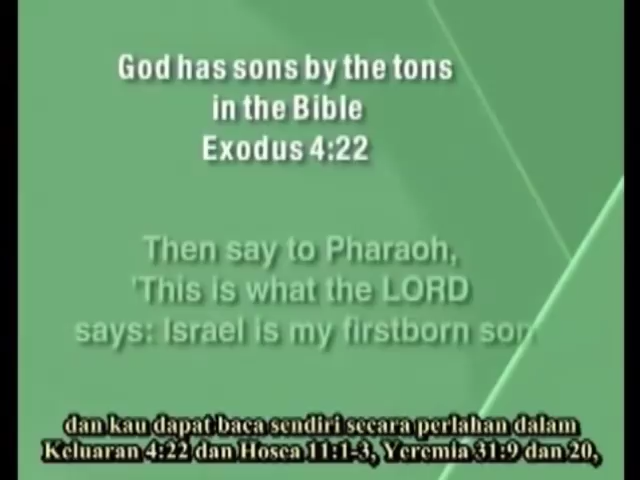 God has sons by the tons
in the Bible
Exodus 4:22
Then say to Pharaoh,
'This is what the LORD
says: Israel is my firstborn son
dan kau dapat baca sendiri secara perlahan dalam
Keluaran 4:22 dan Hosea 11:1-3, Yeremia 31:9 dan 20,